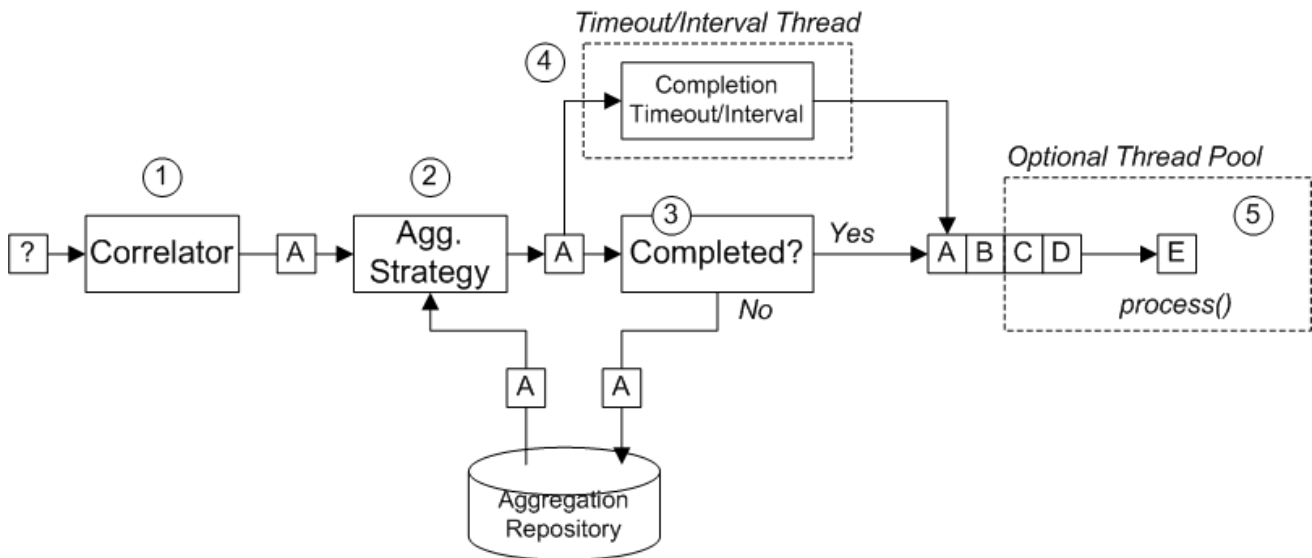 Timeout/Interval Thread
4
Completion
Timeout/Interval
Optional Thread Pool
1
2
3
5
? Correlator A Agg.
Strategy A Completed? Yes A B C D E
No
process()
A A
Aggregation
Repository